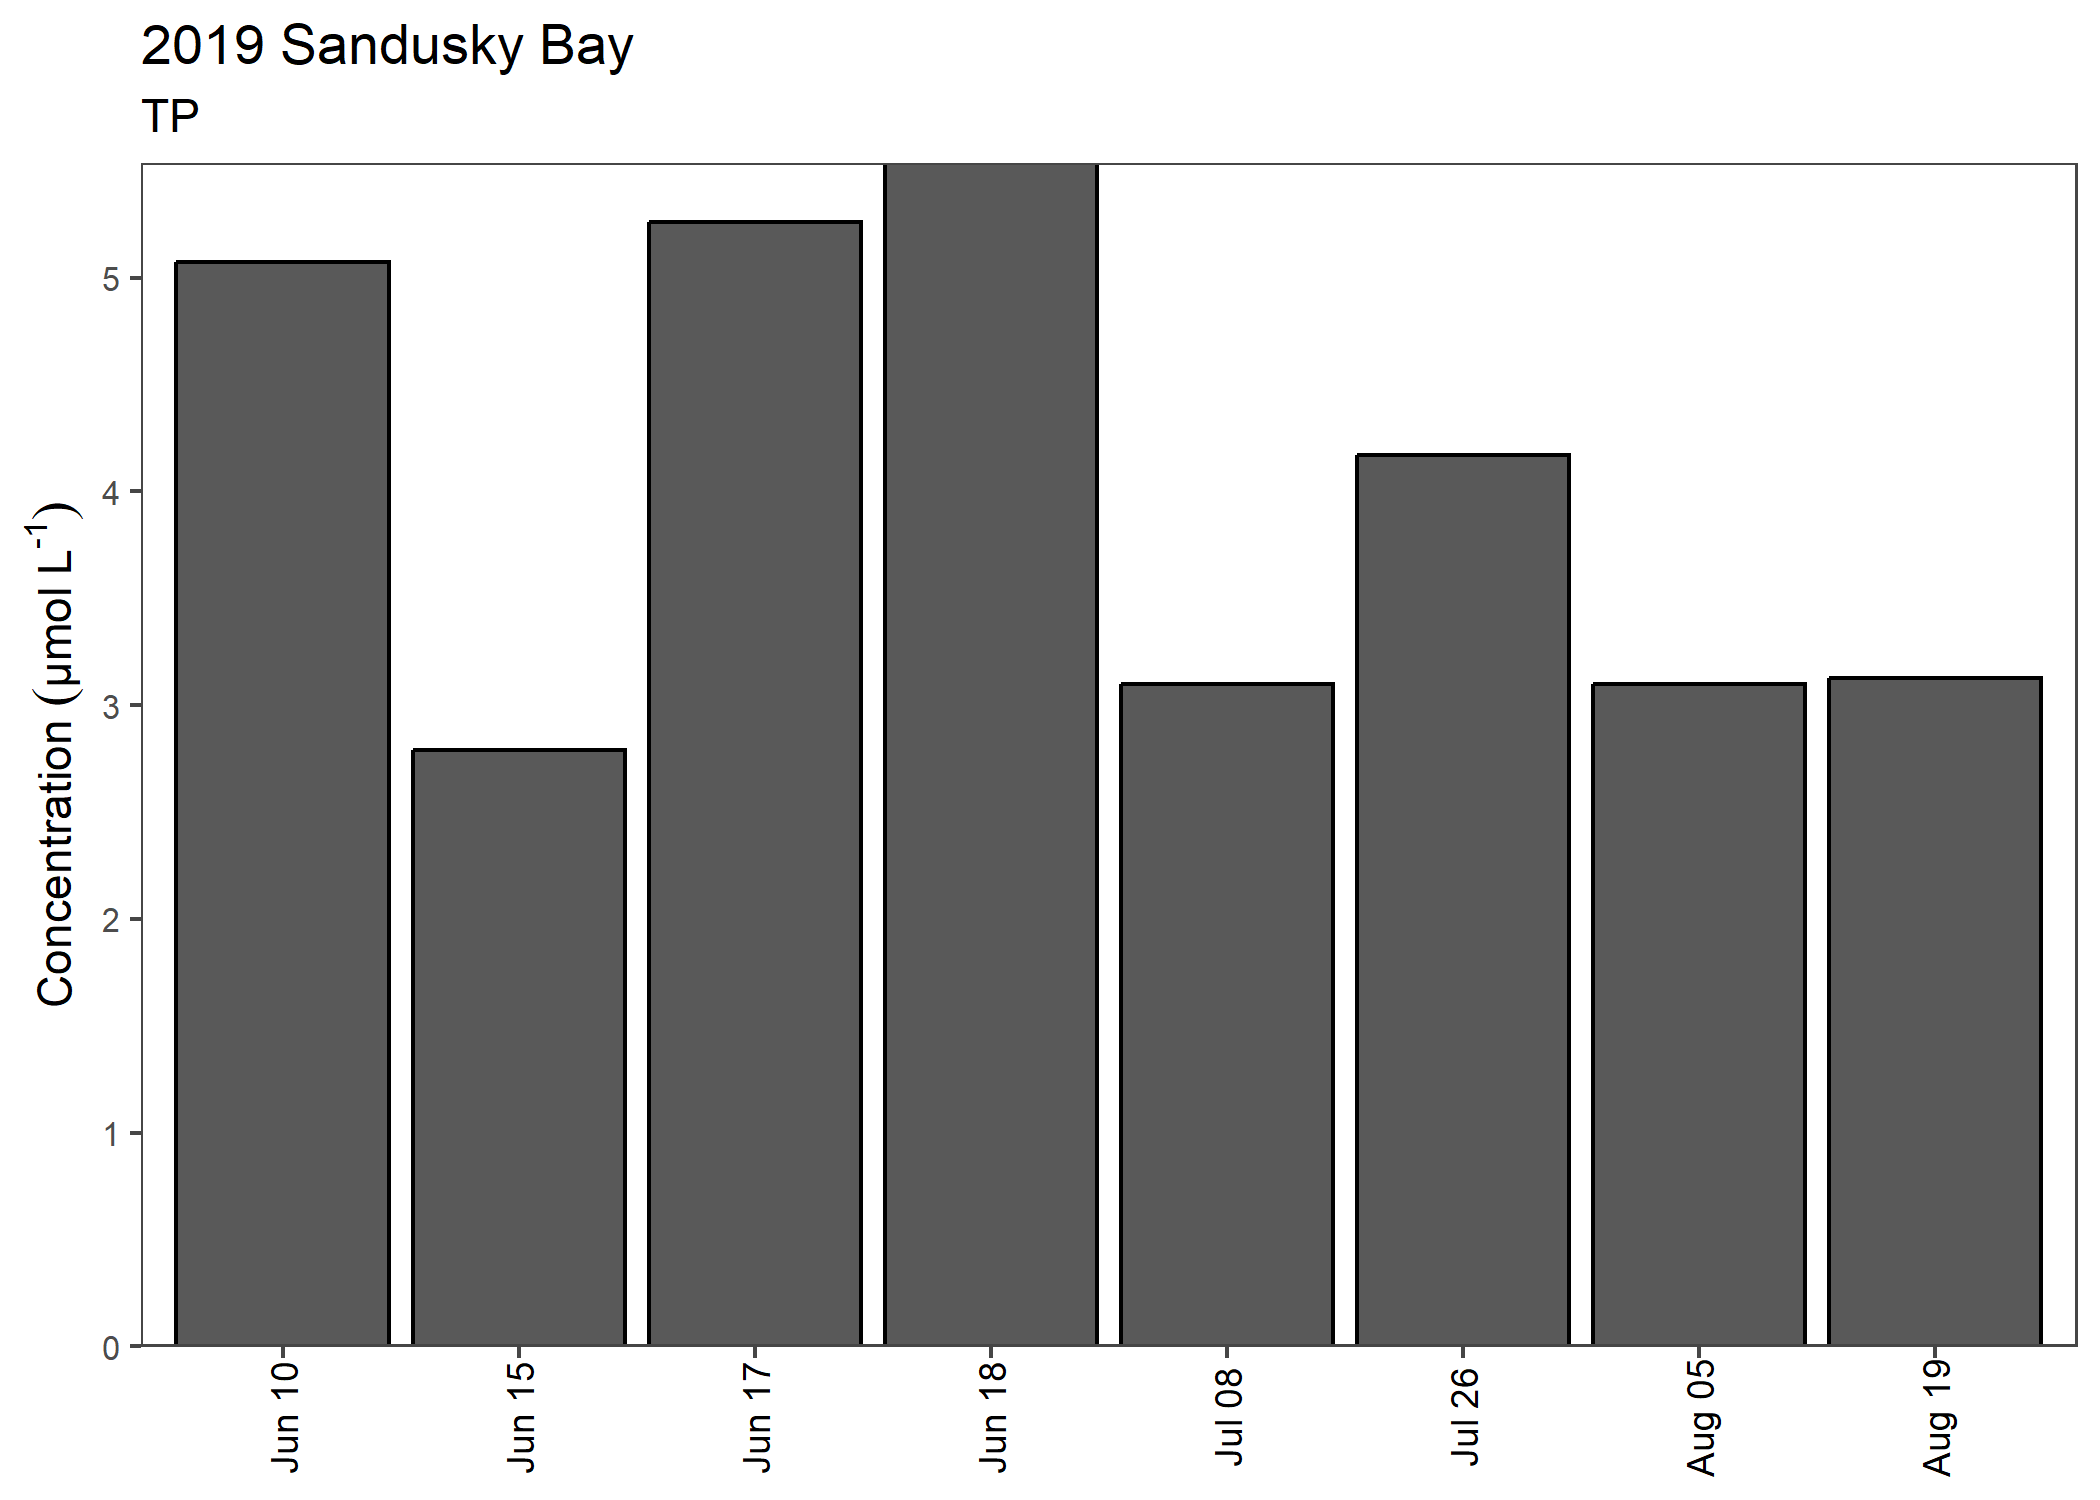 2019 Sandusky Bay
TP
Concentration (µmol L⁻¹)
5
4
3
2
1
0
Jun 10
Jun 15
Jun 17
Jun 18
Jul 08
Jul 26
Aug 05
Aug 19